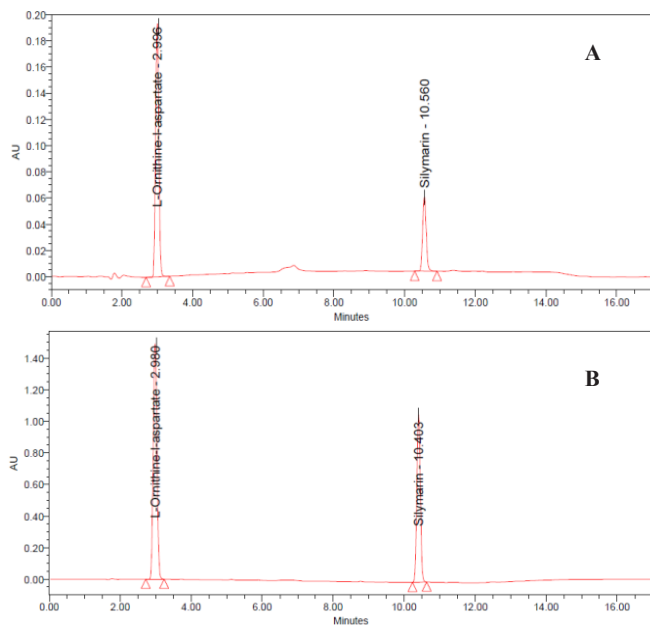 A
0.20
0.18
0.16
0.14
0.12
0.10
0.08
0.06
0.04
0.02
0.00
AU
L-Ornithine-l-aspartate - 2.996
Silymarin - 10.560
0.00 2.00 4.00 6.00 8.00 10.00 12.00 14.00 16.00
Minutes
B
1.40
1.20
1.00
0.80
0.60
0.40
0.20
0.00
AU
L-Ornithine-l-aspartate - 2.980
Silymarin - 10.403
0.00 2.00 4.00 6.00 8.00 10.00 12.00 14.00 16.00
Minutes